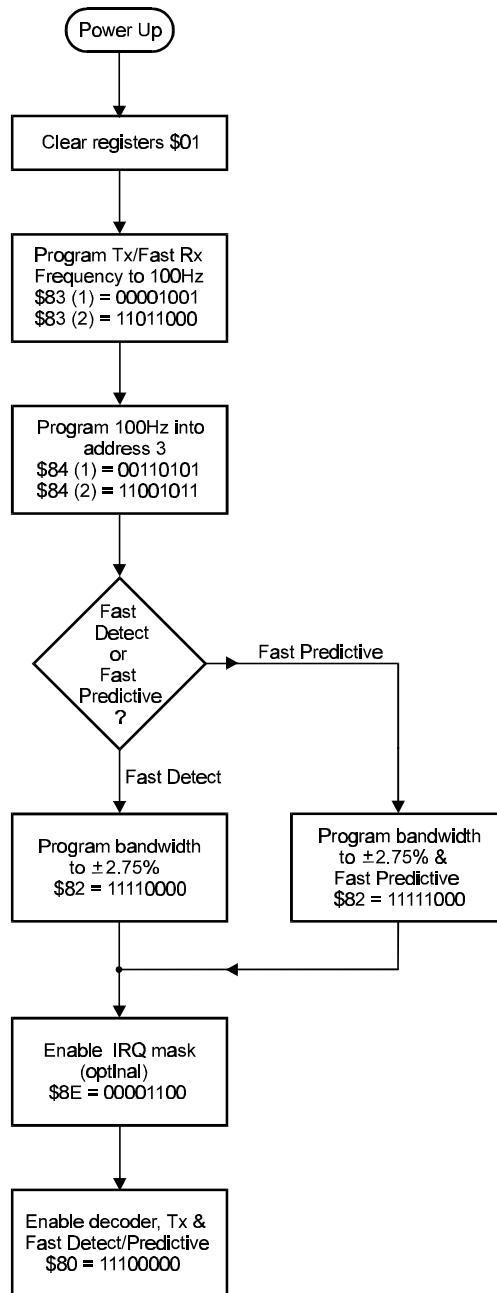 Power Up
Clear registers $01
Program Tx/Fast Rx
Frequency to 100Hz
$83 (1) = 00001001
$83 (2) = 11011000
Program 100Hz into
address 3
$84 (1) = 00110101
$84 (2) = 11001011
Fast
Detect
or
Fast
Predictive
?
Fast Predictive
Fast Detect
Program bandwidth
to ±2.75%
$82 = 11110000
Program bandwidth
to ±2.75% &
Fast Predictive
$82 = 11111000
Enable IRQ mask
(optInal)
$8E = 00001100
Enable decoder, Tx &
Fast Detect/Predictive
$80 = 11100000